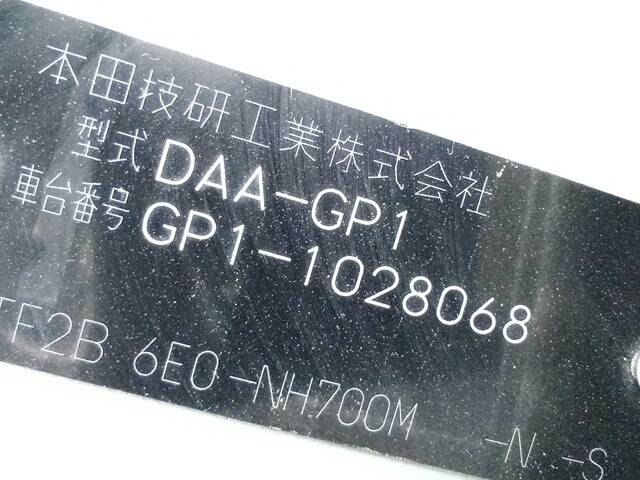 本田技研工業株式会社
型式 DAA-GP1
車台番号 GP1-1028068
TF2B 6E0-NH700M -N -S